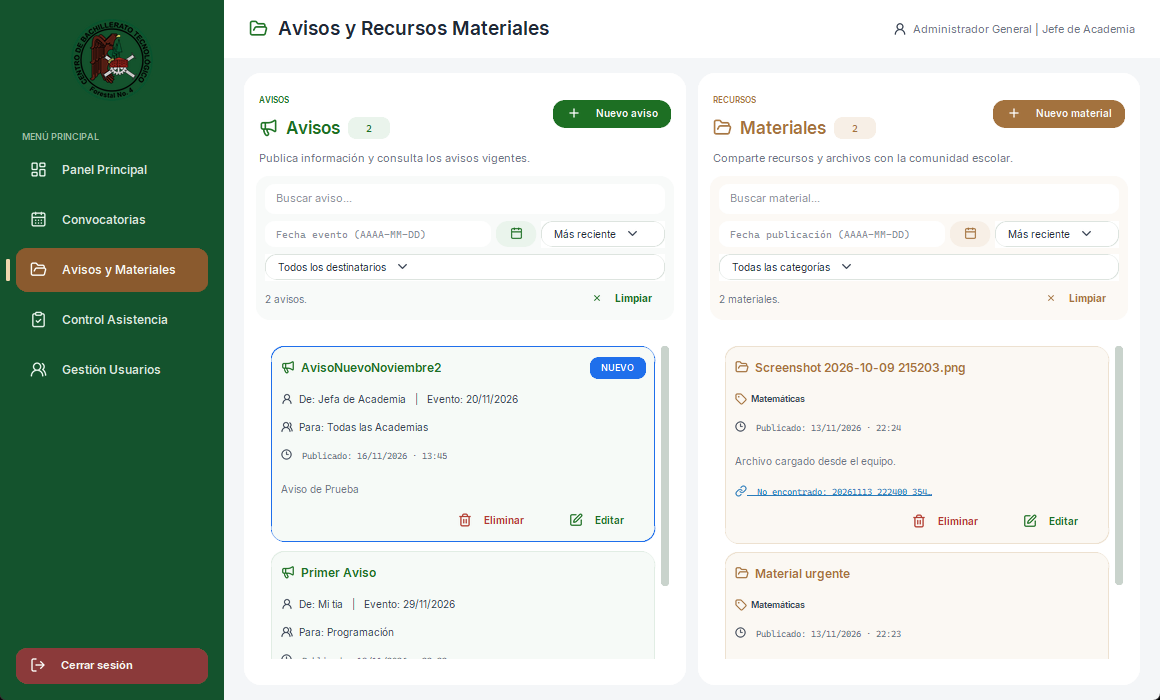 CENTRO DE BACHILLERATO TECNOLÓGICO
Forestal No. 4
MENÚ PRINCIPAL
Panel Principal
Convocatorias
Avisos y Materiales
Control Asistencia
Gestión Usuarios
Cerrar sesión
Avisos y Recursos Materiales
Administrador General | Jefe de Academia
AVISOS
Avisos 2
+ Nuevo aviso
Publica información y consulta los avisos vigentes.
Buscar aviso...
Fecha evento (AAAA-MM-DD)
Más reciente
Todos los destinatarios
2 avisos.
× Limpiar
AvisoNuevoNoviembre2
NUEVO
De: Jefa de Academia | Evento: 20/11/2026
Para: Todas las Academias
Publicado: 16/11/2026 · 13:45
Aviso de Prueba
Eliminar
Editar
Primer Aviso
De: Mi tia | Evento: 29/11/2026
Para: Programación
RECURSOS
Materiales 2
+ Nuevo material
Comparte recursos y archivos con la comunidad escolar.
Buscar material...
Fecha publicación (AAAA-MM-DD)
Más reciente
Todas las categorías
2 materiales.
× Limpiar
Screenshot 2026-10-09 215203.png
Matemáticas
Publicado: 13/11/2026 · 22:24
Archivo cargado desde el equipo.
No encontrado: 20261113_222400_354_
Eliminar
Editar
Material urgente
Matemáticas
Publicado: 13/11/2026 · 22:23